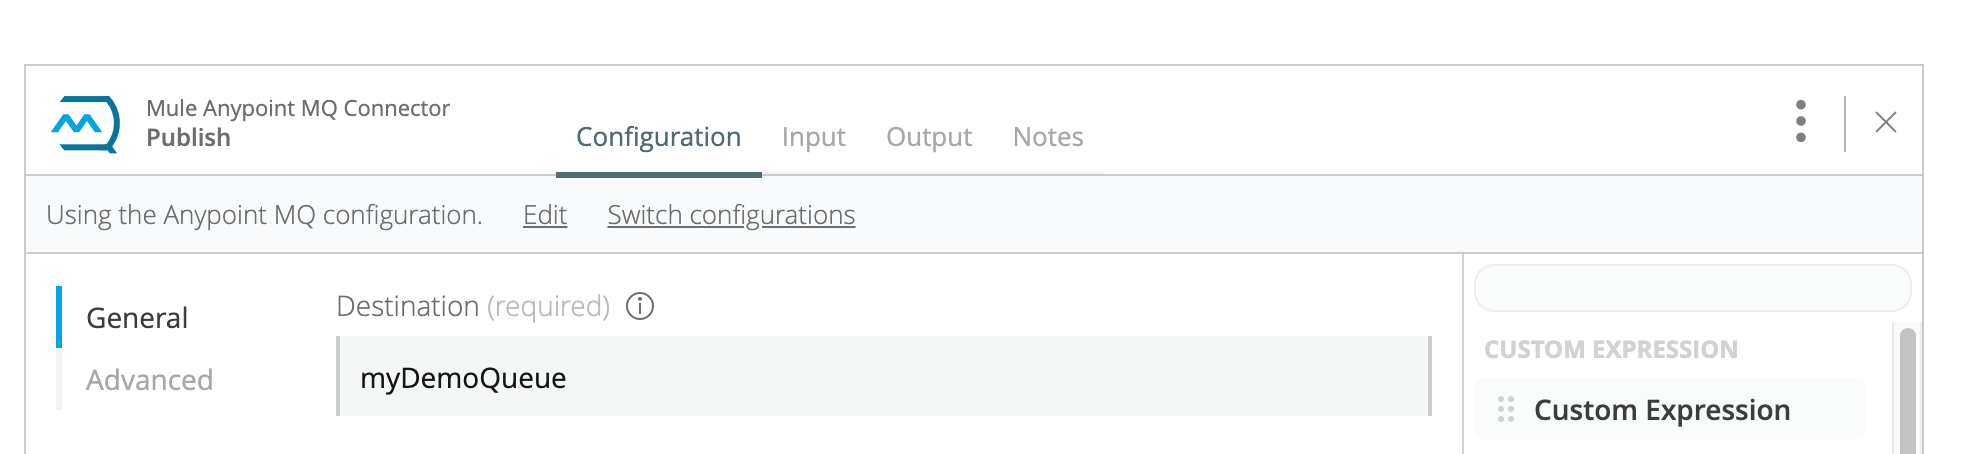 Mule Anypoint MQ Connector
Publish
Configuration Input Output Notes
Using the Anypoint MQ configuration. Edit Switch configurations
General
Advanced
Destination (required)
myDemoQueue
CUSTOM EXPRESSION
Custom Expression